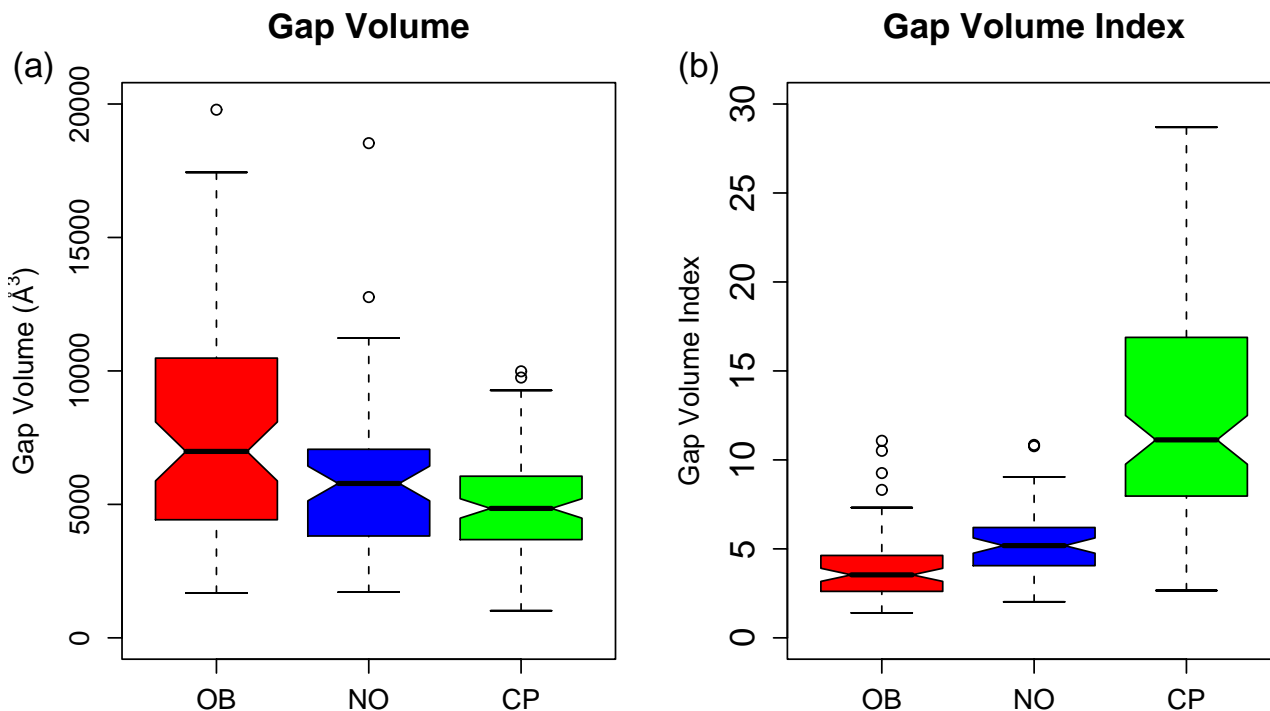 Gap Volume
(a)
Gap Volume (Å3)
20000
15000
10000
5000
0
OB NO CP
Gap Volume Index
(b)
Gap Volume Index
30
25
20
15
10
5
0
OB NO CP